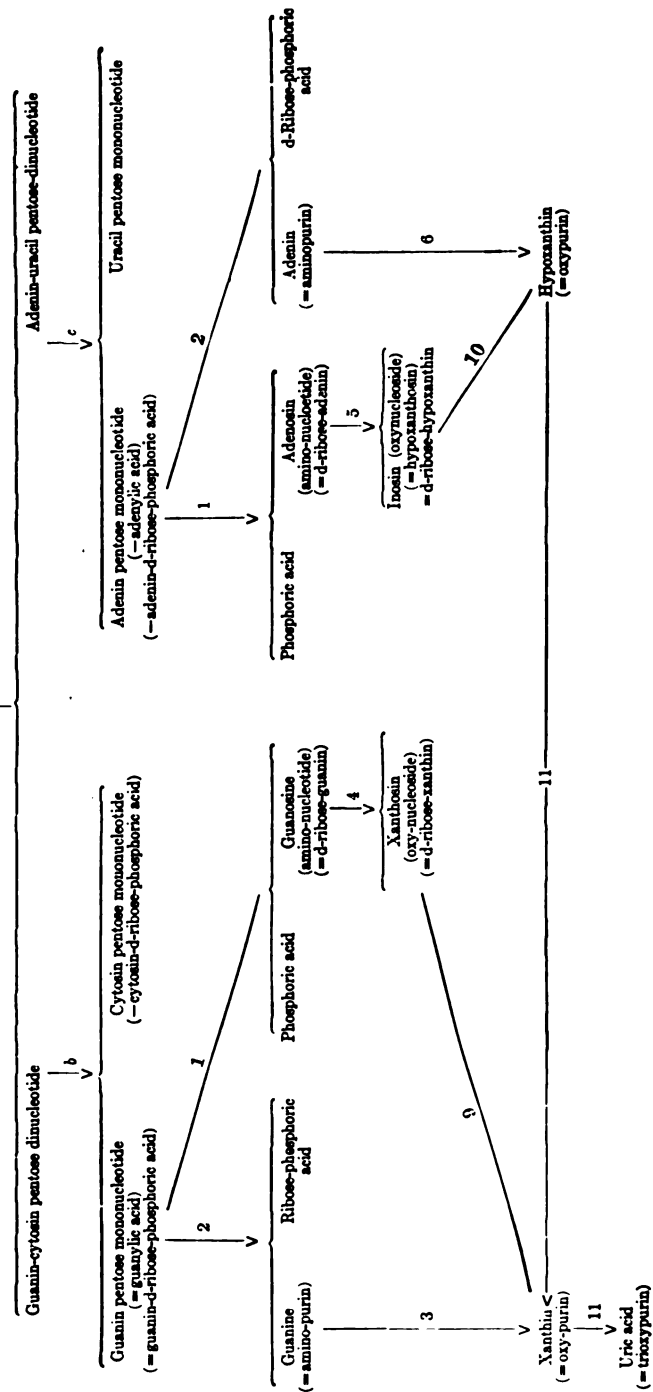 Guanin-cytosin pentose dinucleotide
Adenin-uracil pentose-dinucleotide
b
c
Guanin pentose mononucleotide
(=guanylic acid)
(=guanin-d-ribose-phosphoric acid)
Cytosin pentose mononucleotide
(—cytosin-d-ribose-phosphoric acid)
Adenin pentose mononucleotide
(—adenylic acid)
(—adenin-d-ribose-phosphoric acid)
Uracil pentose mononucleotide
2
1
1
2
Guanine
(=amino-purin)
Ribose-phosphoric
acid
Phosphoric acid
Guanosine
(amino-nucleotide)
(=d-ribose-guanin)
Phosphoric acid
Adenosin
(amino-nucloetide)
(=d-ribose-adenin)
Adenin
(=aminopurin)
d-Ribose-phosphoric
acid
3
4
5
6
Xanthosin
(oxy-nucleoside)
(=d-ribose-xanthin)
Inosin (oxynucleoside)
(=hypoxanthosin)
=d-ribose-hypoxanthin
9
10
Xanthin
(=oxy-purin)
11
Hypoxanthin
(=oxypurin)
11
Uric acid
(=trioxypurin)